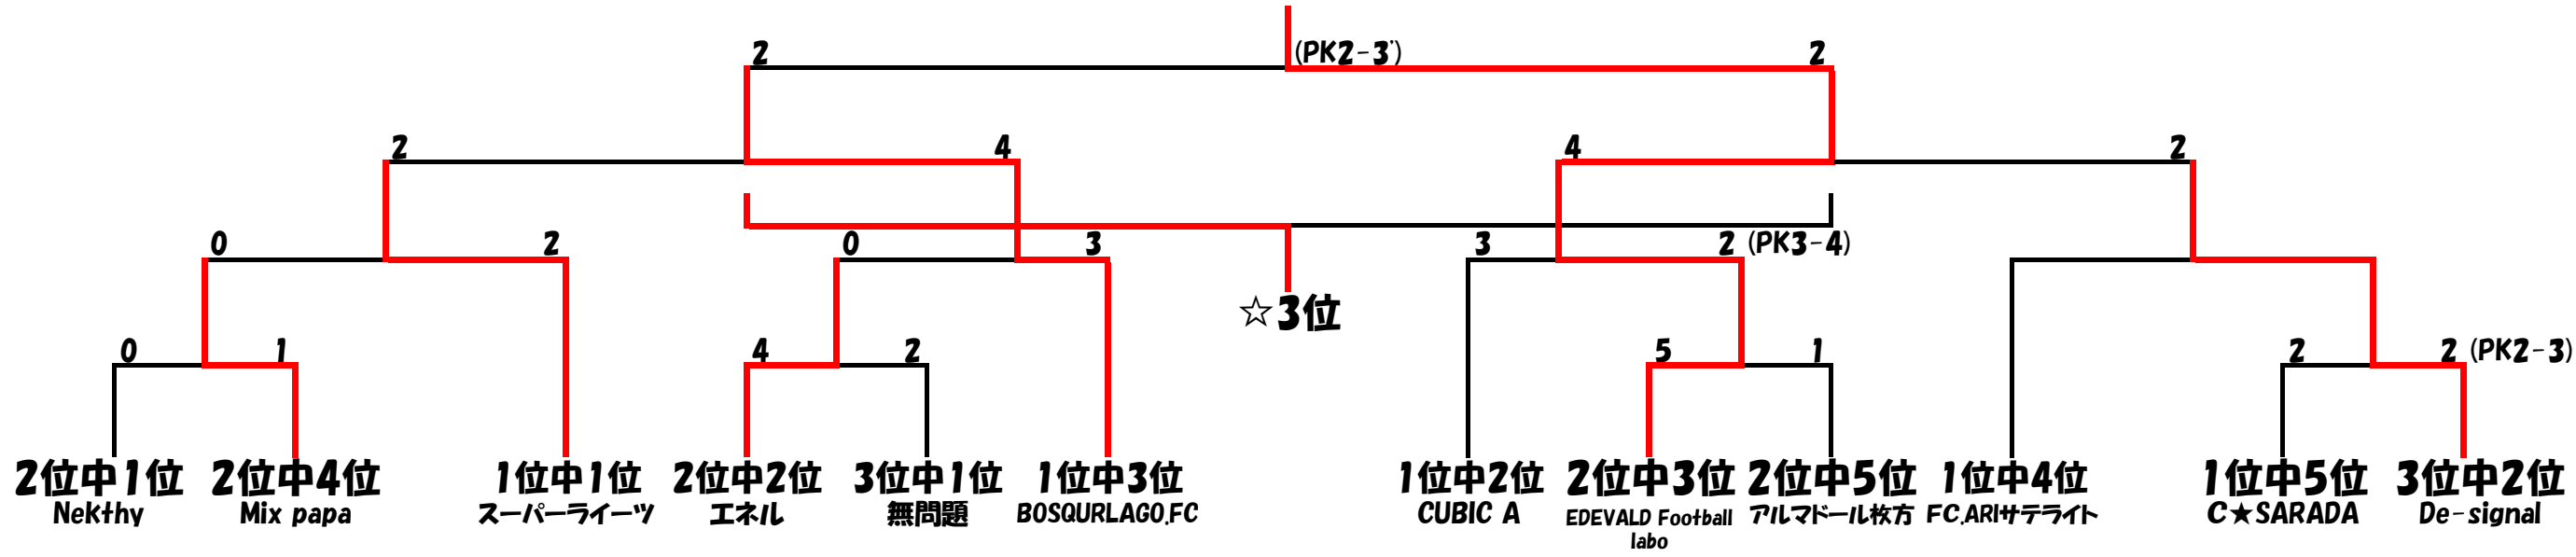 2 (PK2-3) 2
2 4 4 2
0 2 0 3 3 2 (PK3-4)
☆3位
0 1 4 2 5 1 2 2 (PK2-3)
2位中1位 2位中4位 1位中1位 2位中2位 3位中1位 1位中3位 1位中2位 2位中3位 2位中5位 1位中4位 1位中5位 3位中2位
NeKthy Mix papa スーパーライーツ エネル 無問題 BOSQURLAGO.FC CUBIC A EDEVALD Football アルマドール枚方 FC.ARIサテライト C★SARADA De-signal
labo